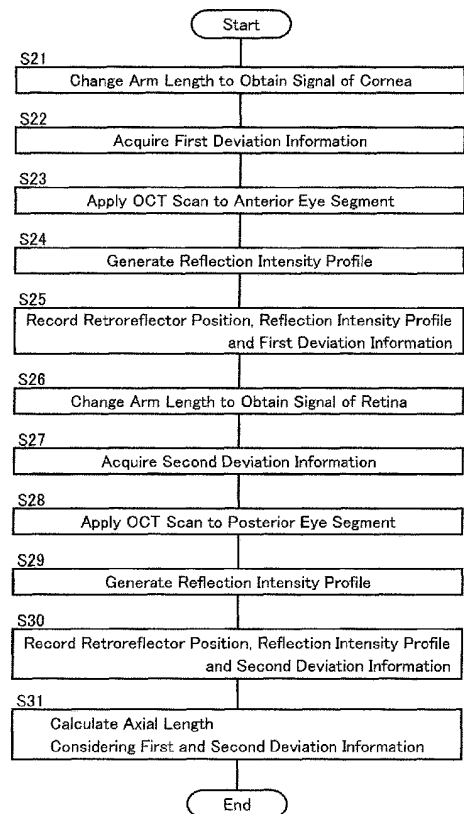 Start
S21
Change Arm Length to Obtain Signal of Cornea
S22
Acquire First Deviation Information
S23
Apply OCT Scan to Anterior Eye Segment
S24
Generate Reflection Intensity Profile
S25
Record Retroreflector Position, Reflection Intensity Profile
and First Deviation Information
S26
Change Arm Length to Obtain Signal of Retina
S27
Acquire Second Deviation Information
S28
Apply OCT Scan to Posterior Eye Segment
S29
Generate Reflection Intensity Profile
S30
Record Retroreflector Position, Reflection Intensity Profile
and Second Deviation Information
S31
Calculate Axial Length
Considering First and Second Deviation Information
End